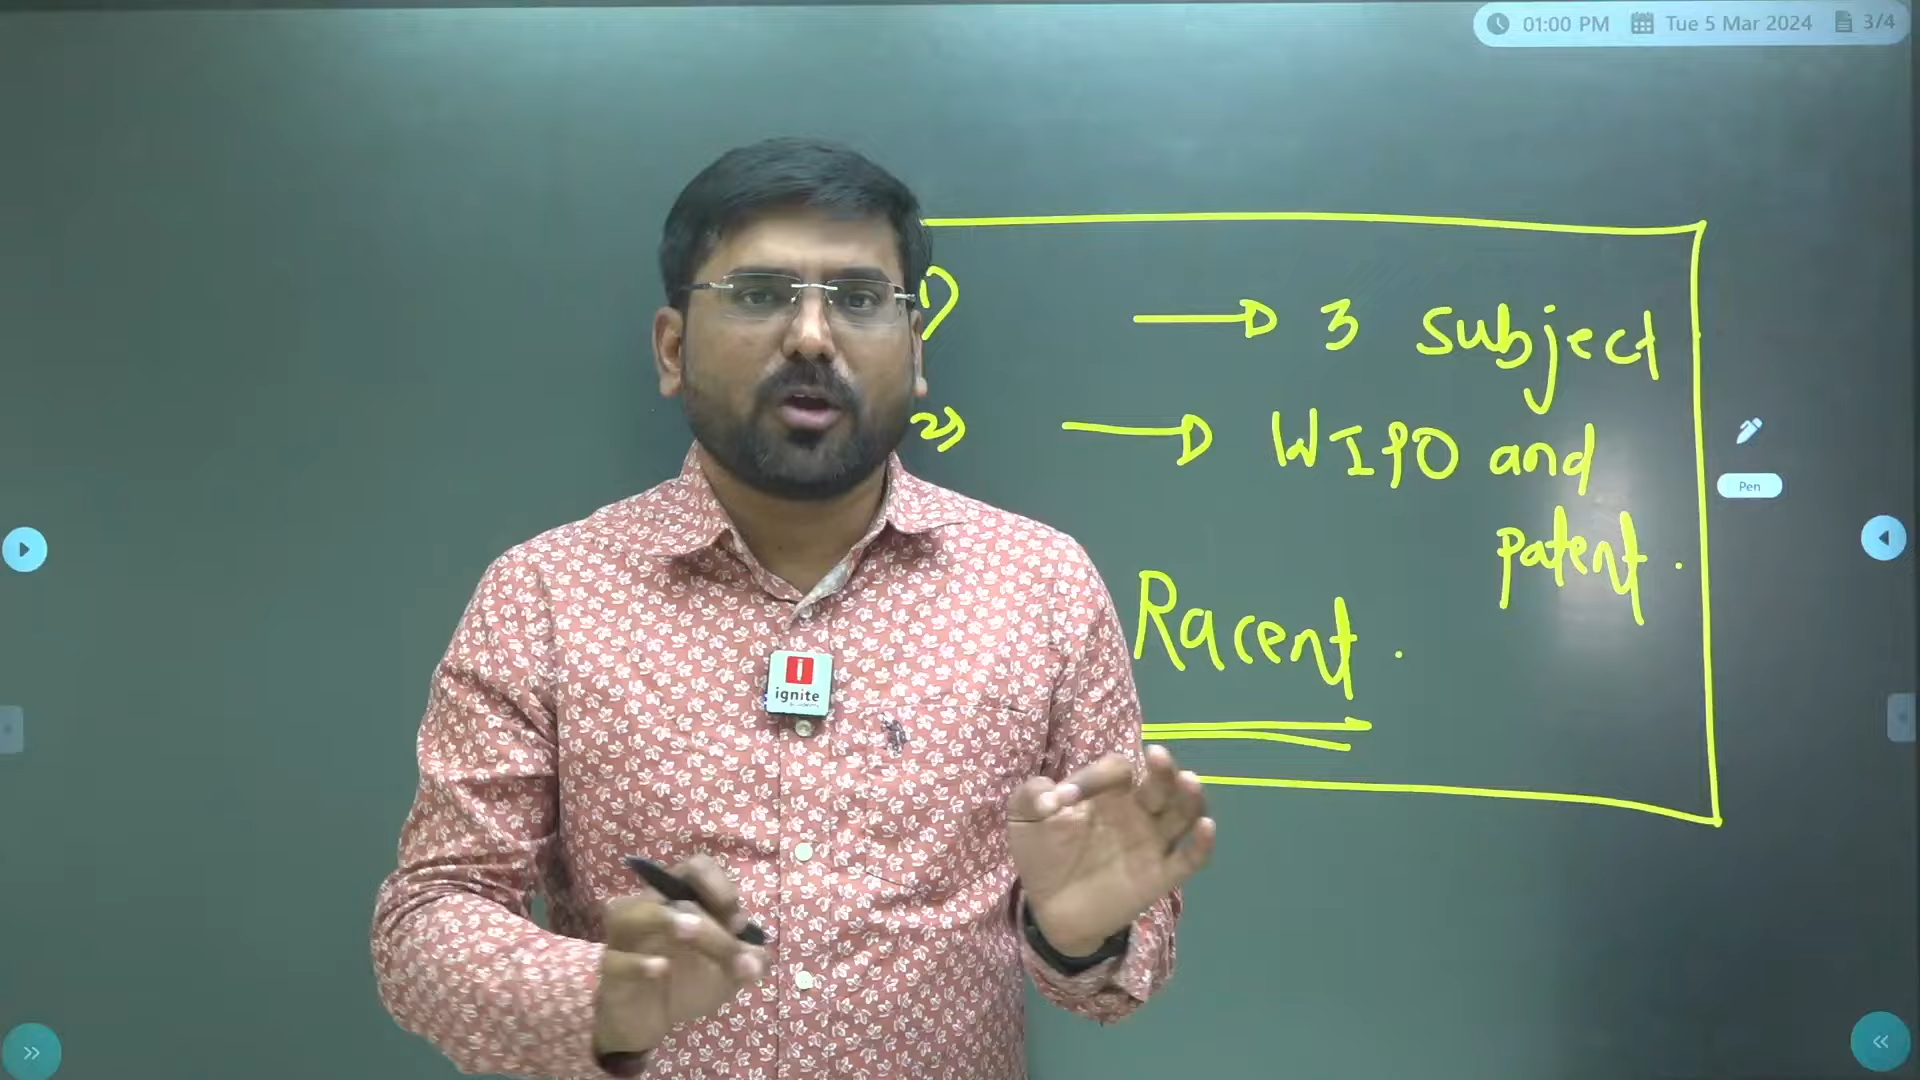 01:00 PM Tue 5 Mar 2024 3/4
1) → 3 Subject
2) → WIPO and
patent.
Racent.
Pen
i
ignite